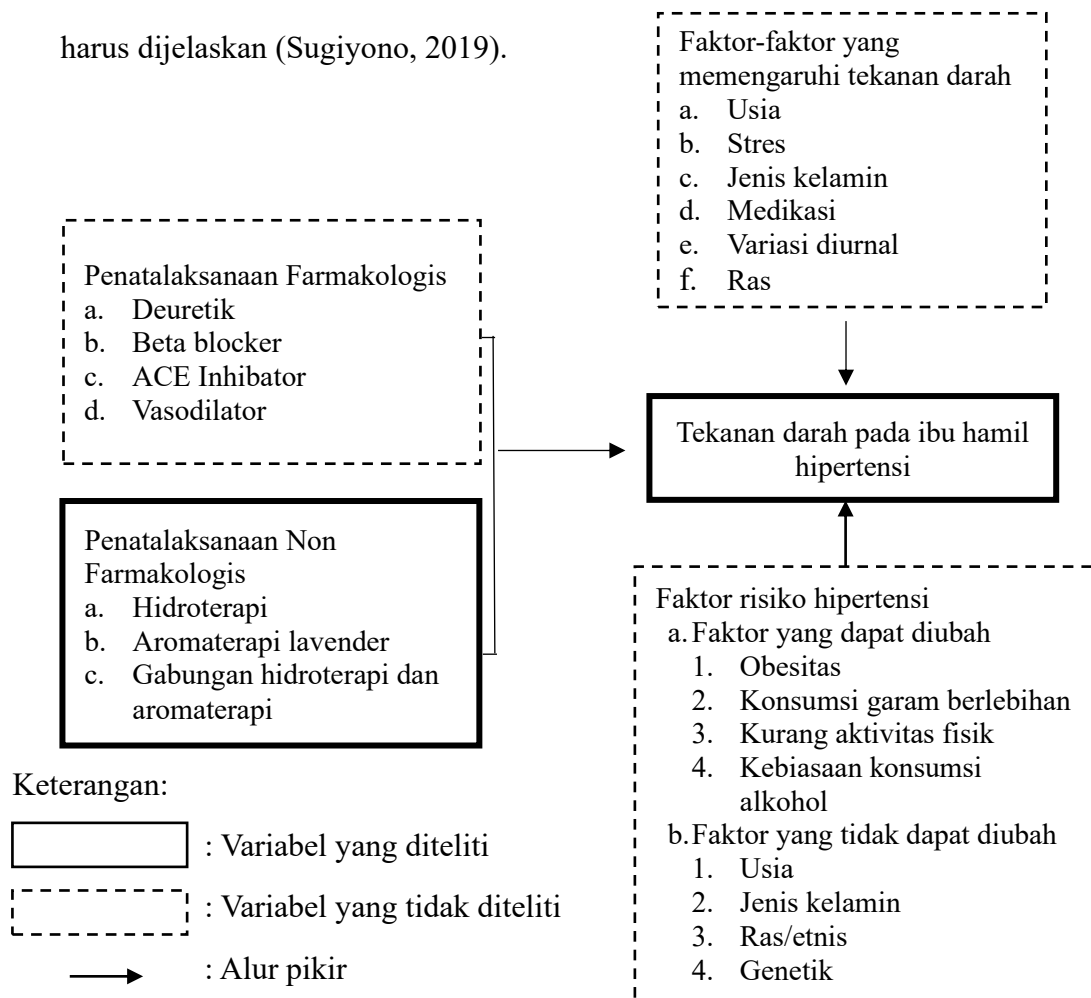 harus dijelaskan (Sugiyono, 2019).
Faktor-faktor yang
memengaruhi tekanan darah
a. Usia
b. Stres
c. Jenis kelamin
d. Medikasi
e. Variasi diurnal
f. Ras
Penatalaksanaan Farmakologis
a. Deuretik
b. Beta blocker
c. ACE Inhibator
d. Vasodilator
Tekanan darah pada ibu hamil
hipertensi
Penatalaksanaan Non
Farmakologis
a. Hidroterapi
b. Aromaterapi lavender
c. Gabungan hidroterapi dan
aromaterapi
Faktor risiko hipertensi
a. Faktor yang dapat diubah
1. Obesitas
2. Konsumsi garam berlebihan
3. Kurang aktivitas fisik
4. Kebiasaan konsumsi
alkohol
b. Faktor yang tidak dapat diubah
1. Usia
2. Jenis kelamin
3. Ras/etnis
4. Genetik
Keterangan:
: Variabel yang diteliti
: Variabel yang tidak diteliti
: Alur pikir